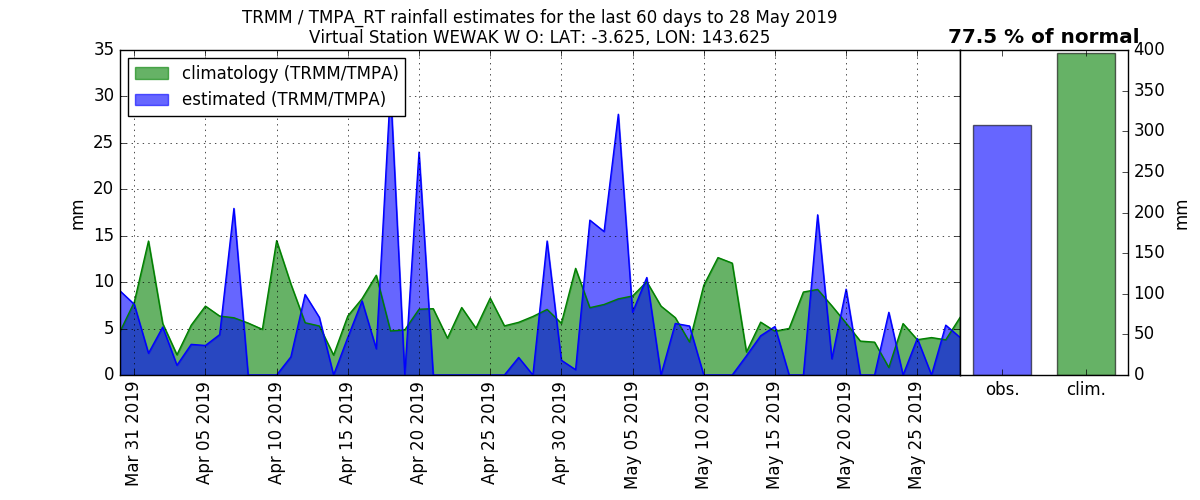 TRMM / TMPA_RT rainfall estimates for the last 60 days to 28 May 2019
Virtual Station WEWAK W O: LAT: -3.625, LON: 143.625
77.5 % of normal
climatology (TRMM/TMPA)
estimated (TRMM/TMPA)
35
30
25
20
15
10
5
0
mm
Mar 31 2019
Apr 05 2019
Apr 10 2019
Apr 15 2019
Apr 20 2019
Apr 25 2019
Apr 30 2019
May 05 2019
May 10 2019
May 15 2019
May 20 2019
May 25 2019
obs.
clim.
400
350
300
250
200
150
100
50
0
mm